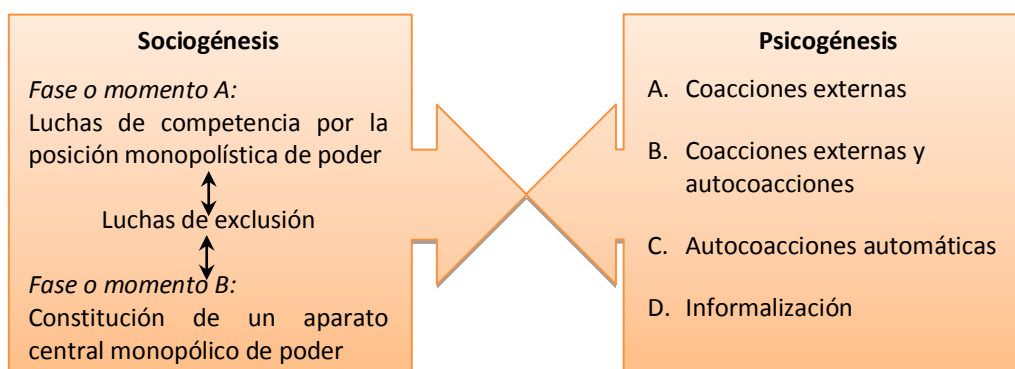 Sociogénesis
Fase o momento A:
Luchas de competencia por la
posición monopolística de poder
Luchas de exclusión
Fase o momento B:
Constitución de un aparato
central monopólico de poder
Psicogénesis
A. Coacciones externas
B. Coacciones externas y
autocoacciones
C. Autocoacciones automáticas
D. Informalización